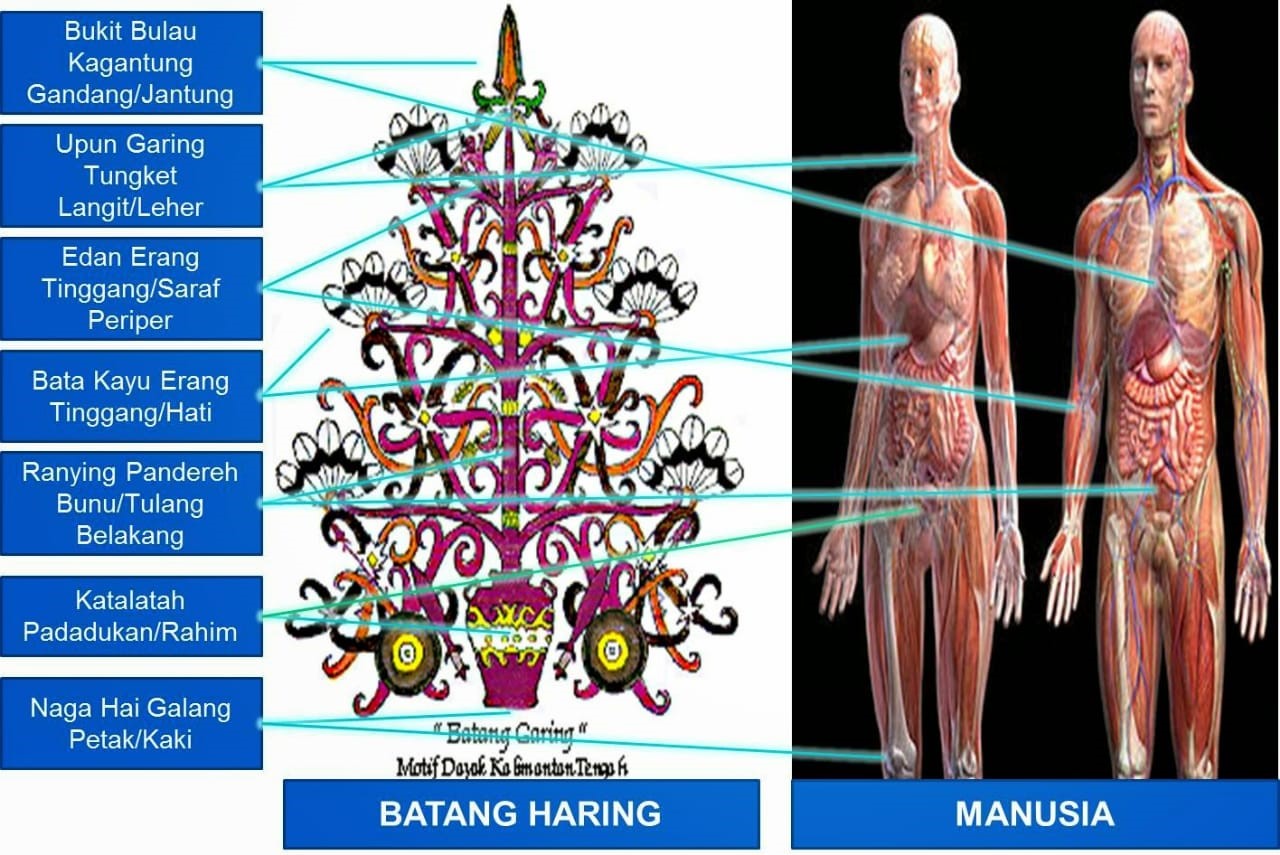 Bukit Bulau
Kagantung
Gandang/Jantung
Upun Garing
Tungket
Langit/Leher
Edan Erang
Tinggang/Saraf
Periper
Bata Kayu Erang
Tinggang/Hati
Ranying Pandereh
Bunu/Tulang
Belakang
Katalatah
Padadukan/Rahim
Naga Hai Galang
Petak/Kaki
" Batang Garing "
Motif Dayak Kalimantan Tengah
BATANG HARING
MANUSIA